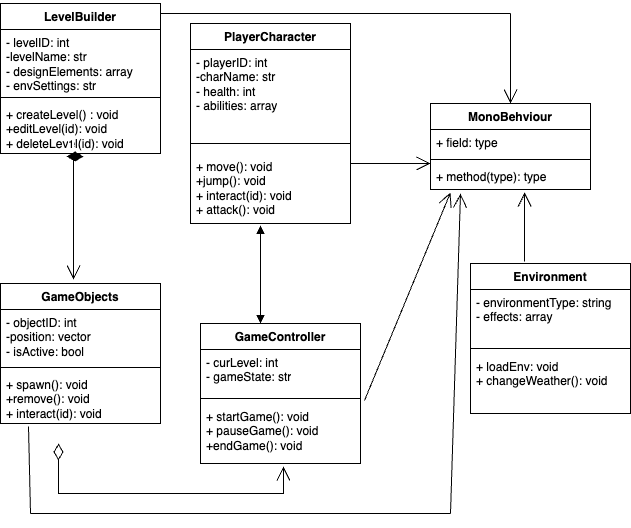 LevelBuilder
- levelID: int
-levelName: str
- designElements: array
- envSettings: str
+ createLevel() : void
+editLevel(id): void
+ deleteLevel(id): void
PlayerCharacter
- playerID: int
-charName: str
- health: int
- abilities: array
+ move(): void
+jump(): void
+ interact(id): void
+ attack(): void
MonoBehviour
+ field: type
+ method(type): type
GameObjects
- objectID: int
-position: vector
- isActive: bool
+ spawn(): void
+remove(): void
+ interact(id): void
GameController
- curLevel: int
- gameState: str
+ startGame(): void
+ pauseGame(): void
+endGame(): void
Environment
- environmentType: string
- effects: array
+ loadEnv: void
+ changeWeather(): void